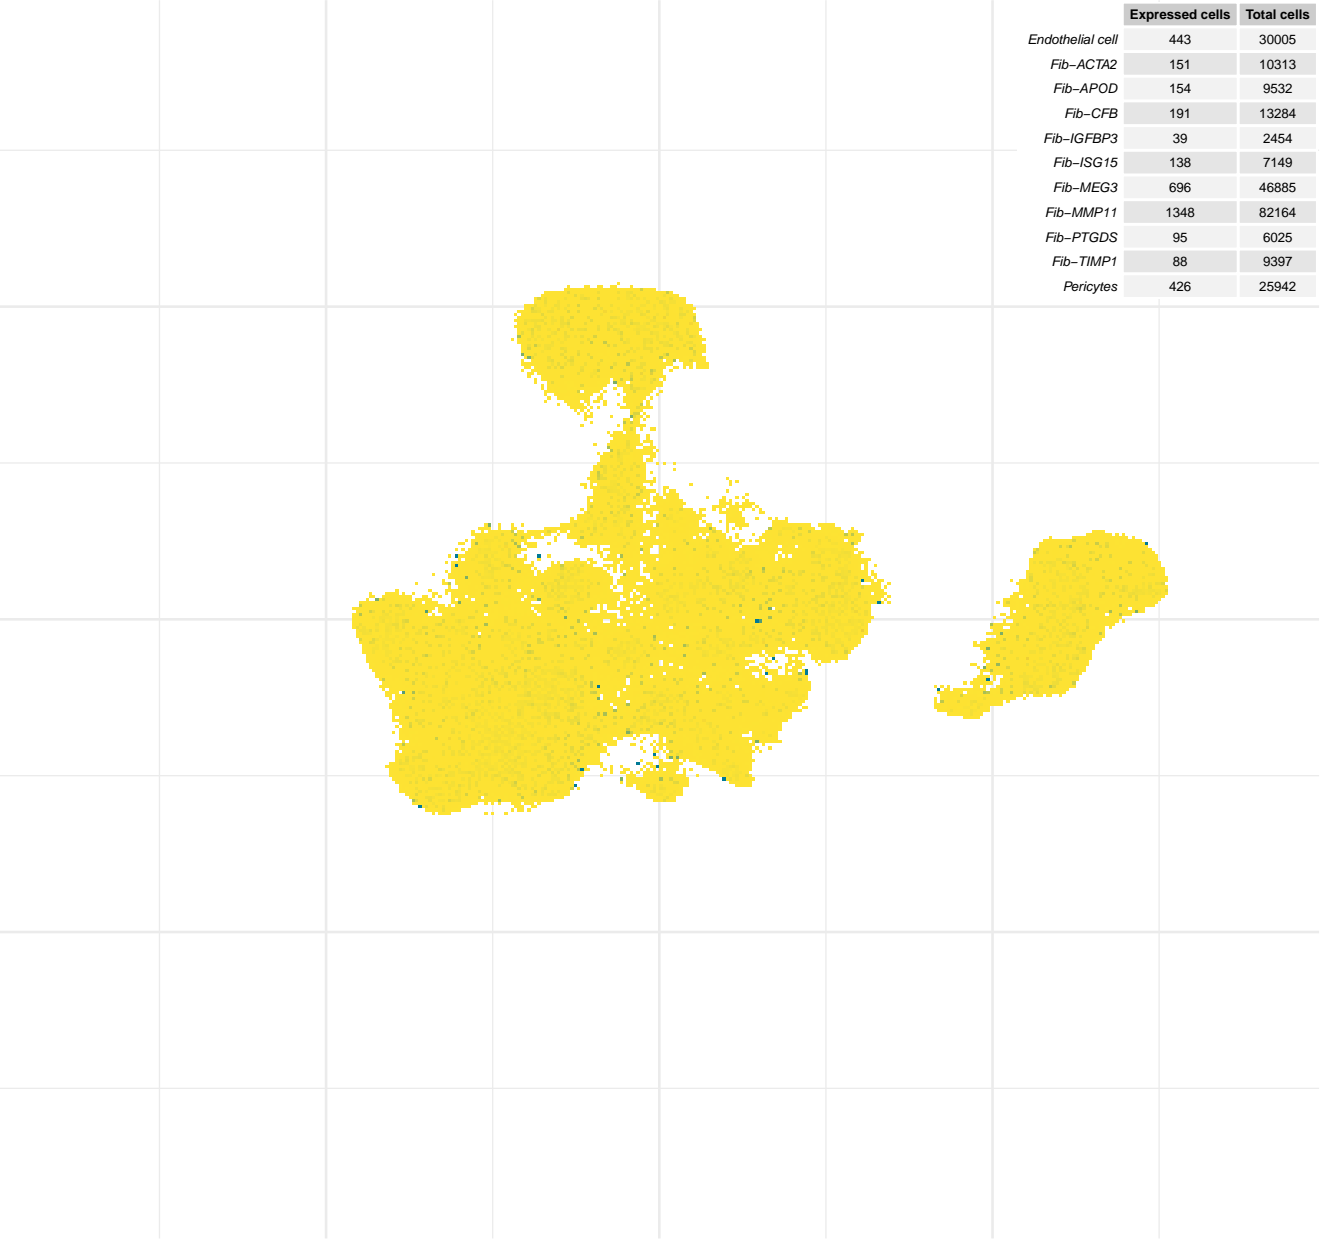 Expressed cells Total cells
Endothelial cell 443 30005
Fib−ACTA2 151 10313
Fib−APOD 154 9532
Fib−CFB 191 13284
Fib−IGFBP3 39 2454
Fib−ISG15 138 7149
Fib−MEG3 696 46885
Fib−MMP11 1348 82164
Fib−PTGDS 95 6025
Fib−TIMP1 88 9397
Pericytes 426 25942